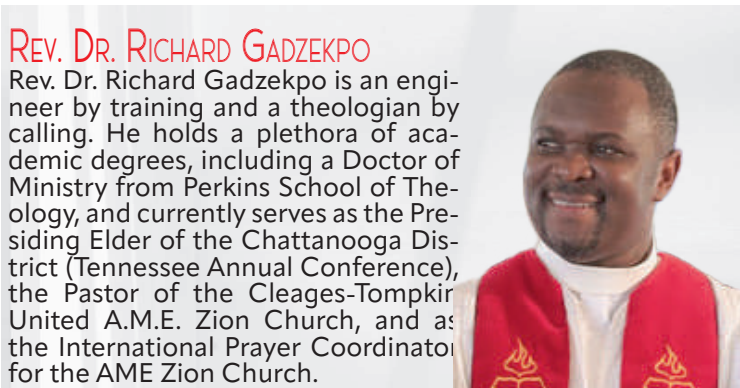 Rev. Dr. Richard Gadzekpo
Rev. Dr. Richard Gadzekpo is an engi-
neer by training and a theologian by
calling. He holds a plethora of aca-
demic degrees, including a Doctor of
Ministry from Perkins School of The-
ology, and currently serves as the Pre-
siding Elder of the Chattanooga Dis-
trict (Tennessee Annual Conference),
the Pastor of the Cleages-Tompkin
United A.M.E. Zion Church, and as
the International Prayer Coordinator
for the AME Zion Church.